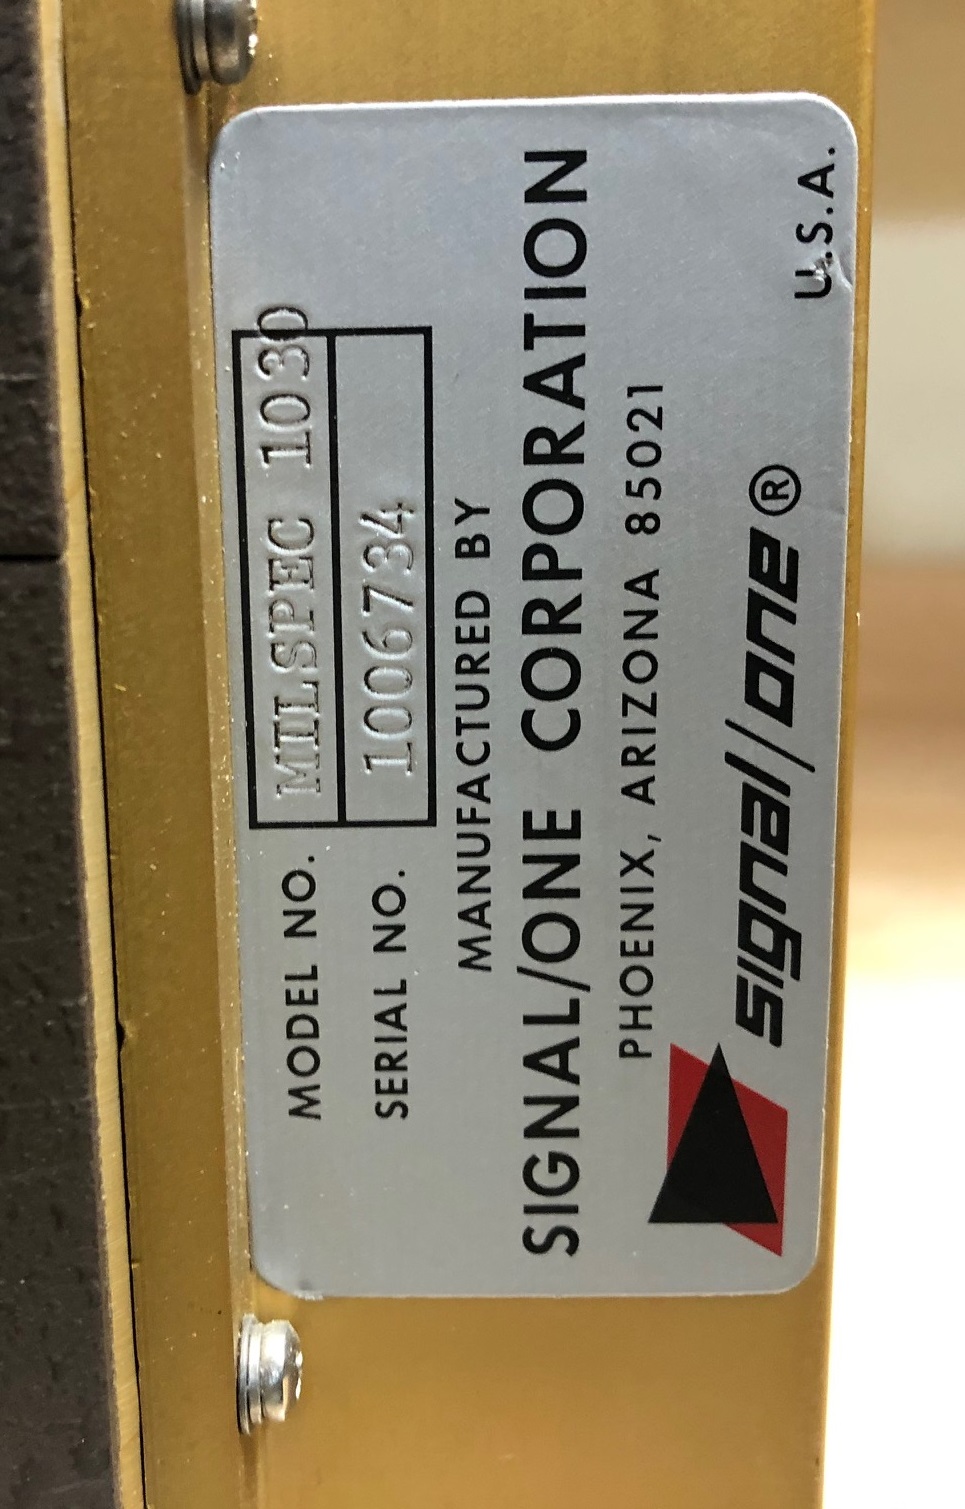 MODEL NO. MILSPEC 1030
SERIAL NO. 1006734
MANUFACTURED BY
SIGNAL/ONE CORPORATION
PHOENIX, ARIZONA 85021
signal/one®
U.S.A.